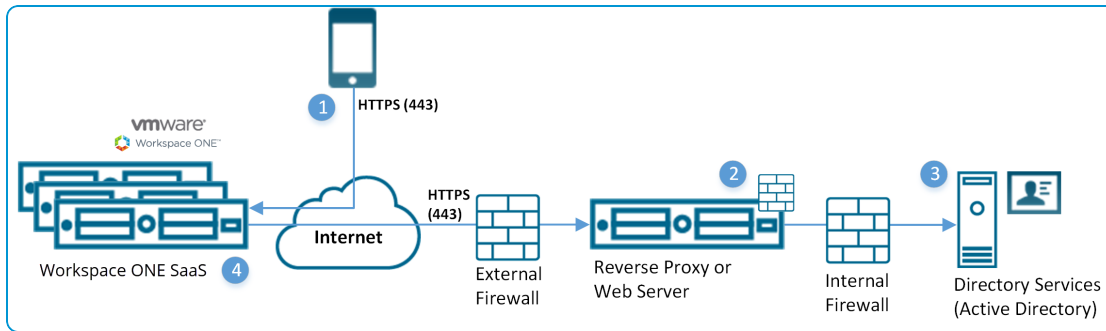 1
HTTPS (443)
vmware®
Workspace ONE™
HTTPS
(443)
2
3
Internet
Workspace ONE SaaS
4
External
Firewall
Reverse Proxy or
Web Server
Internal
Firewall
Directory Services
(Active Directory)